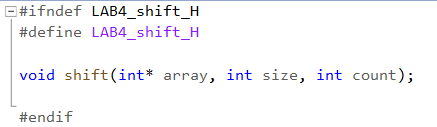 #ifndef LAB4_shift_H
#define LAB4_shift_H
void shift(int* array, int size, int count);
#endif